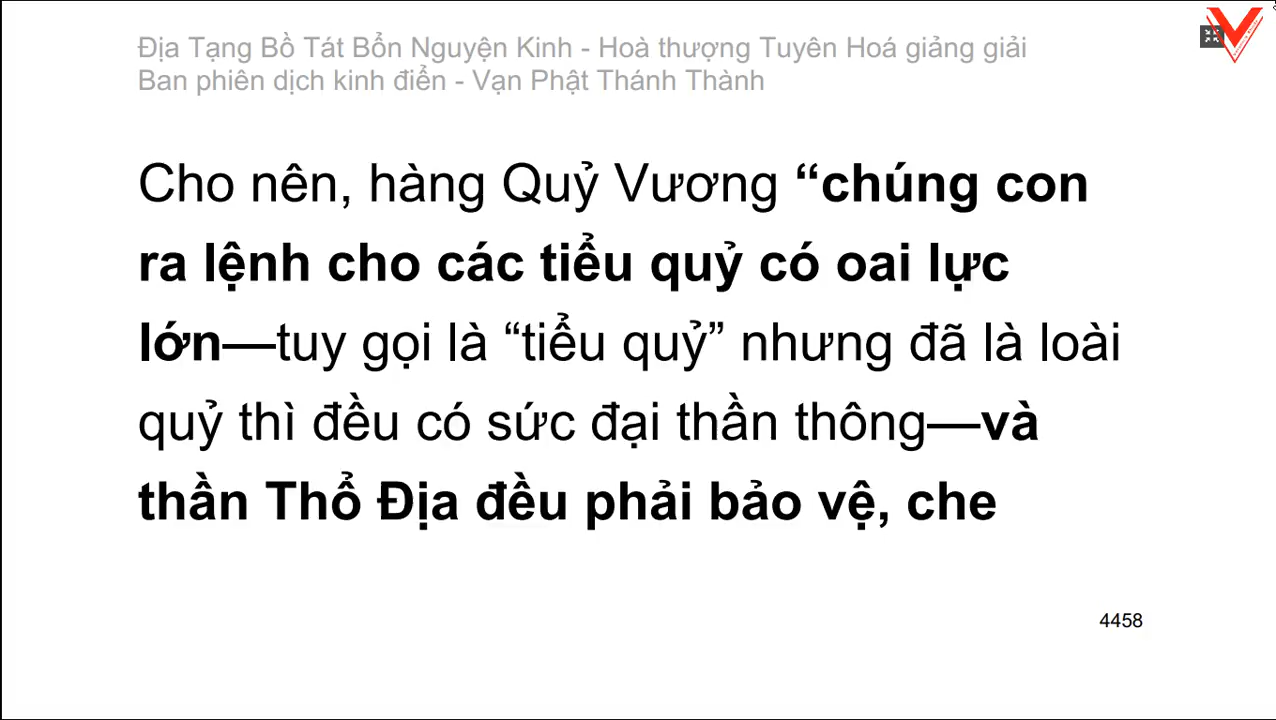 Địa Tạng Bồ Tát Bổn Nguyện Kinh - Hoà thượng Tuyên Hoá giảng giải
Ban phiên dịch kinh điển - Vạn Phật Thánh Thành
Cho nên, hàng Quỷ Vương “chúng con
ra lệnh cho các tiểu quỷ có oai lực
lớn—tuy gọi là “tiểu quỷ” nhưng đã là loài
quỷ thì đều có sức đại thần thông—và
thần Thổ Địa đều phải bảo vệ, che
4458